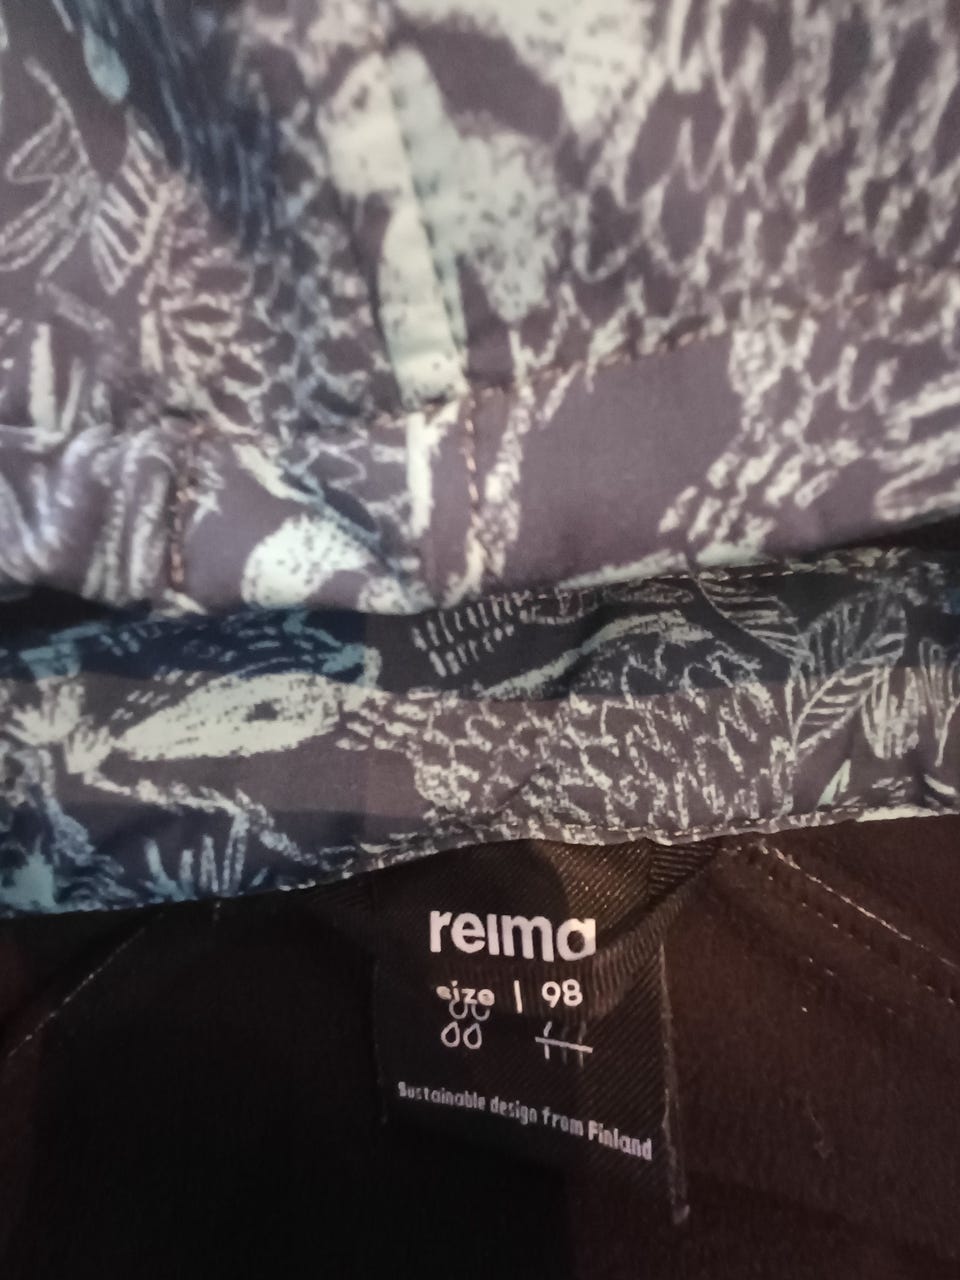 reima
size | 98
Sustainable design from Finland